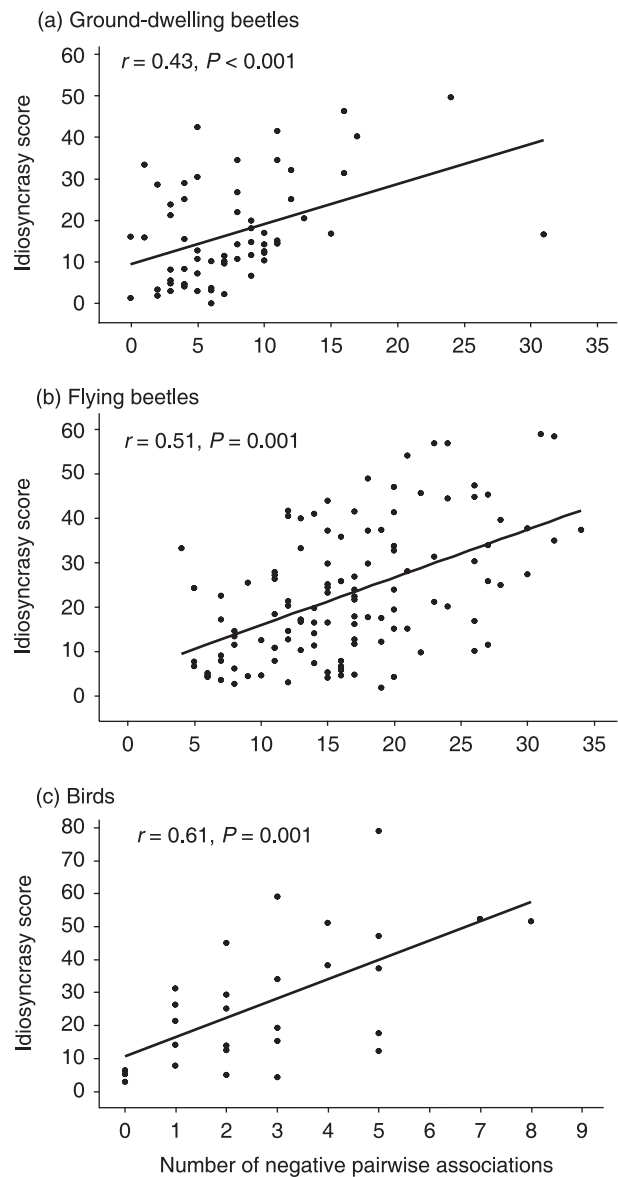 (a) Ground-dwelling beetles
r = 0.43, P < 0.001
60
50
40
30
20
10
0
Idiosyncrasy score
0 5 10 15 20 25 30 35
(b) Flying beetles
r = 0.51, P = 0.001
60
50
40
30
20
10
0
Idiosyncrasy score
0 5 10 15 20 25 30 35
(c) Birds
r = 0.61, P = 0.001
80
70
60
50
40
30
20
10
0
Idiosyncrasy score
0 1 2 3 4 5 6 7 8 9
Number of negative pairwise associations